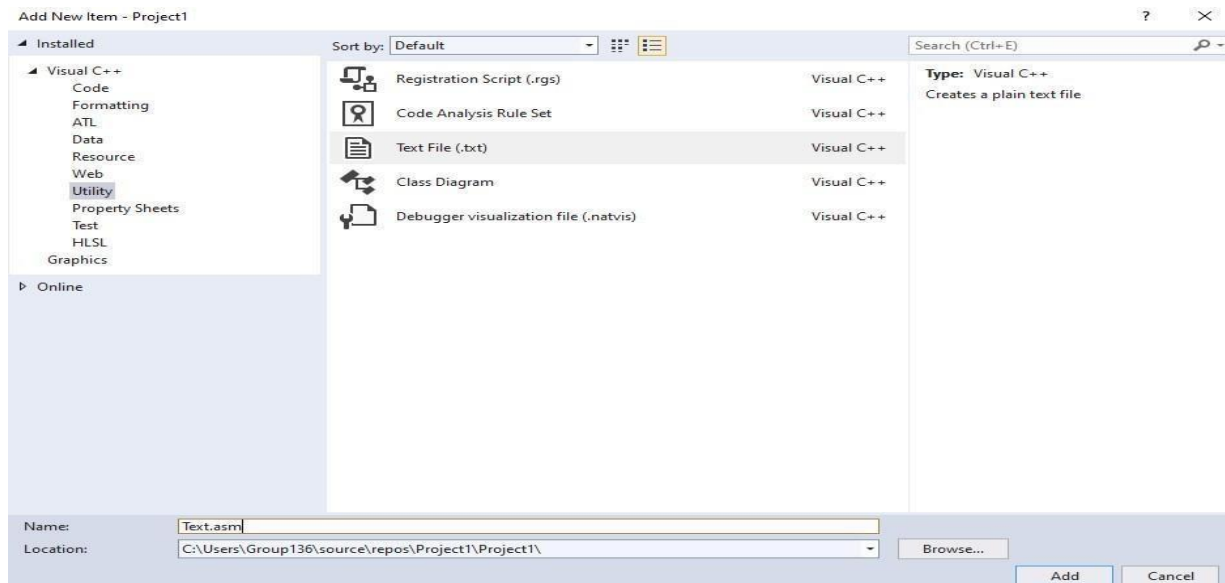 Add New Item - Project1
? ×
Installed
Sort by: Default
Search (Ctrl+E)
Visual C++
Code
Formatting
ATL
Data
Resource
Web
Utility
Property Sheets
Test
HLSL
Graphics
Online
Registration Script (.rgs) Visual C++
Code Analysis Rule Set Visual C++
Text File (.txt) Visual C++
Class Diagram Visual C++
Debugger visualization file (.natvis) Visual C++
Type: Visual C++
Creates a plain text file
Name: Text.asm
Location: C:\Users\Group136\source\repos\Project1\Project1\
Browse...
Add Cancel